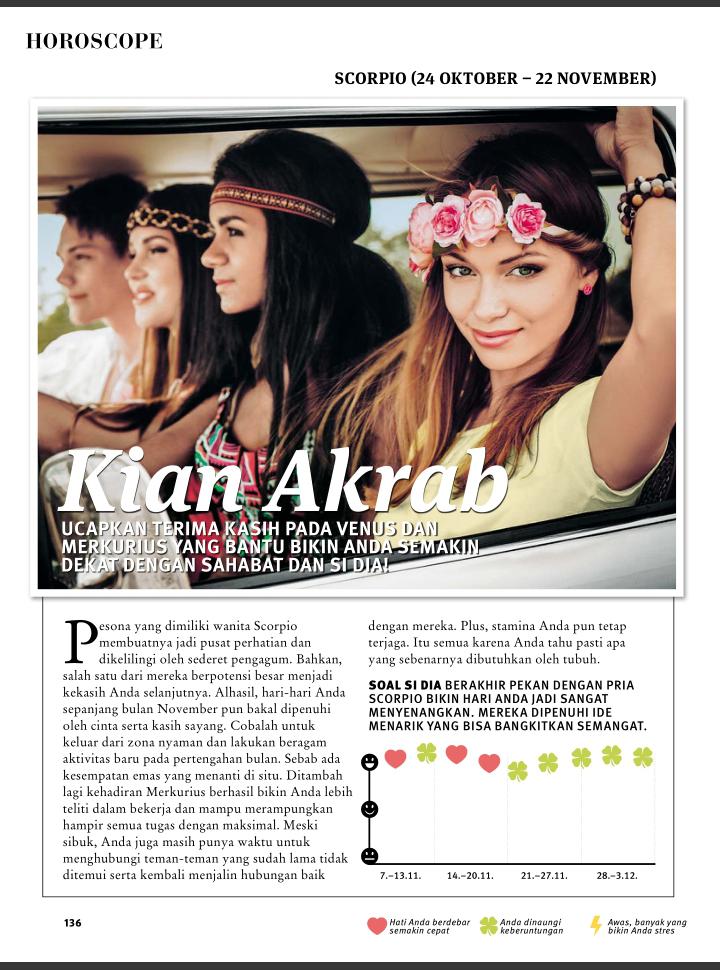 HOROSCOPE
SCORPIO (24 OKTOBER – 22 NOVEMBER)
Kian Akrab
UCAPKAN TERIMA KASIH PADA VENUS DAN
MERKURIUS YANG BANTU BIKIN ANDA SEMAKIN
DEKAT DENGAN SAHABAT DAN SI DIA!
Pesona yang dimiliki wanita Scorpio
membuatnya jadi pusat perhatian dan
dikelilingi oleh sederet pengagum. Bahkan,
salah satu dari mereka berpotensi besar menjadi
kekasih Anda selanjutnya. Alhasil, hari-hari Anda
sepanjang bulan November pun bakal dipenuhi
oleh cinta serta kasih sayang. Cobalah untuk
keluar dari zona nyaman dan lakukan beragam
aktivitas baru pada pertengahan bulan. Sebab ada
kesempatan emas yang menanti di situ. Ditambah
lagi kehadiran Merkurius berhasil bikin Anda lebih
teliti dalam bekerja dan mampu merampungkan
hampir semua tugas dengan maksimal. Meski
sibuk, Anda juga masih punya waktu untuk
menghubungi teman-teman yang sudah lama tidak
ditemui serta kembali menjalin hubungan baik
dengan mereka. Plus, stamina Anda pun tetap
terjaga. Itu semua karena Anda tahu pasti apa
yang sebenarnya dibutuhkan oleh tubuh.
SOAL SI DIA BERAKHIR PEKAN DENGAN PRIA
SCORPIO BIKIN HARI ANDA JADI SANGAT
MENYENANGKAN. MEREKA DIPENUHI IDE
MENARIK YANG BISA BANGKITKAN SEMANGAT.
7.–13.11. 14.–20.11. 21.–27.11. 28.–3.12.
136
Hati Anda berdebar
semakin cepat
Anda dinaungi
keberuntungan
Awas, banyak yang
bikin Anda stres